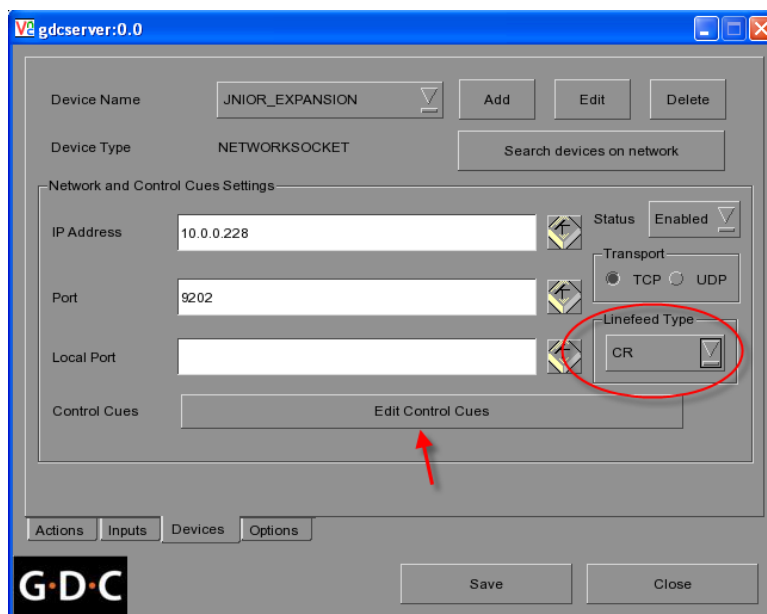 gdcserver:0.0
Device Name JNIOR_EXPANSION Add Edit Delete
Device Type NETWORKSOCKET Search devices on network
Network and Control Cues Settings
IP Address 10.0.0.228 Status Enabled
Transport
TCP UDP
Port 9202
Linefeed Type
Local Port CR
Control Cues Edit Control Cues
Actions Inputs Devices Options
G·D·C Save Close